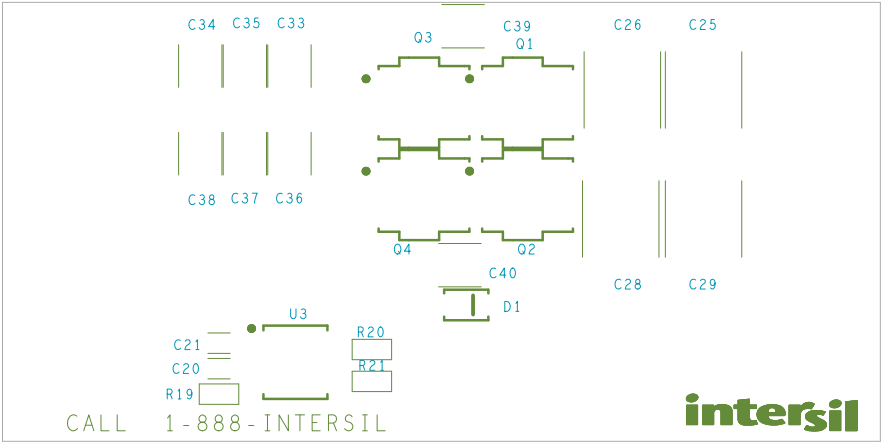 C34 C35 C33 C39 C26 C25
Q3 Q1
C38 C37 C36
Q4 Q2
C40 C28 C29
D1
U3
R20
C21
R21
C20
R19
CALL 1-888-INTERSIL
intersil